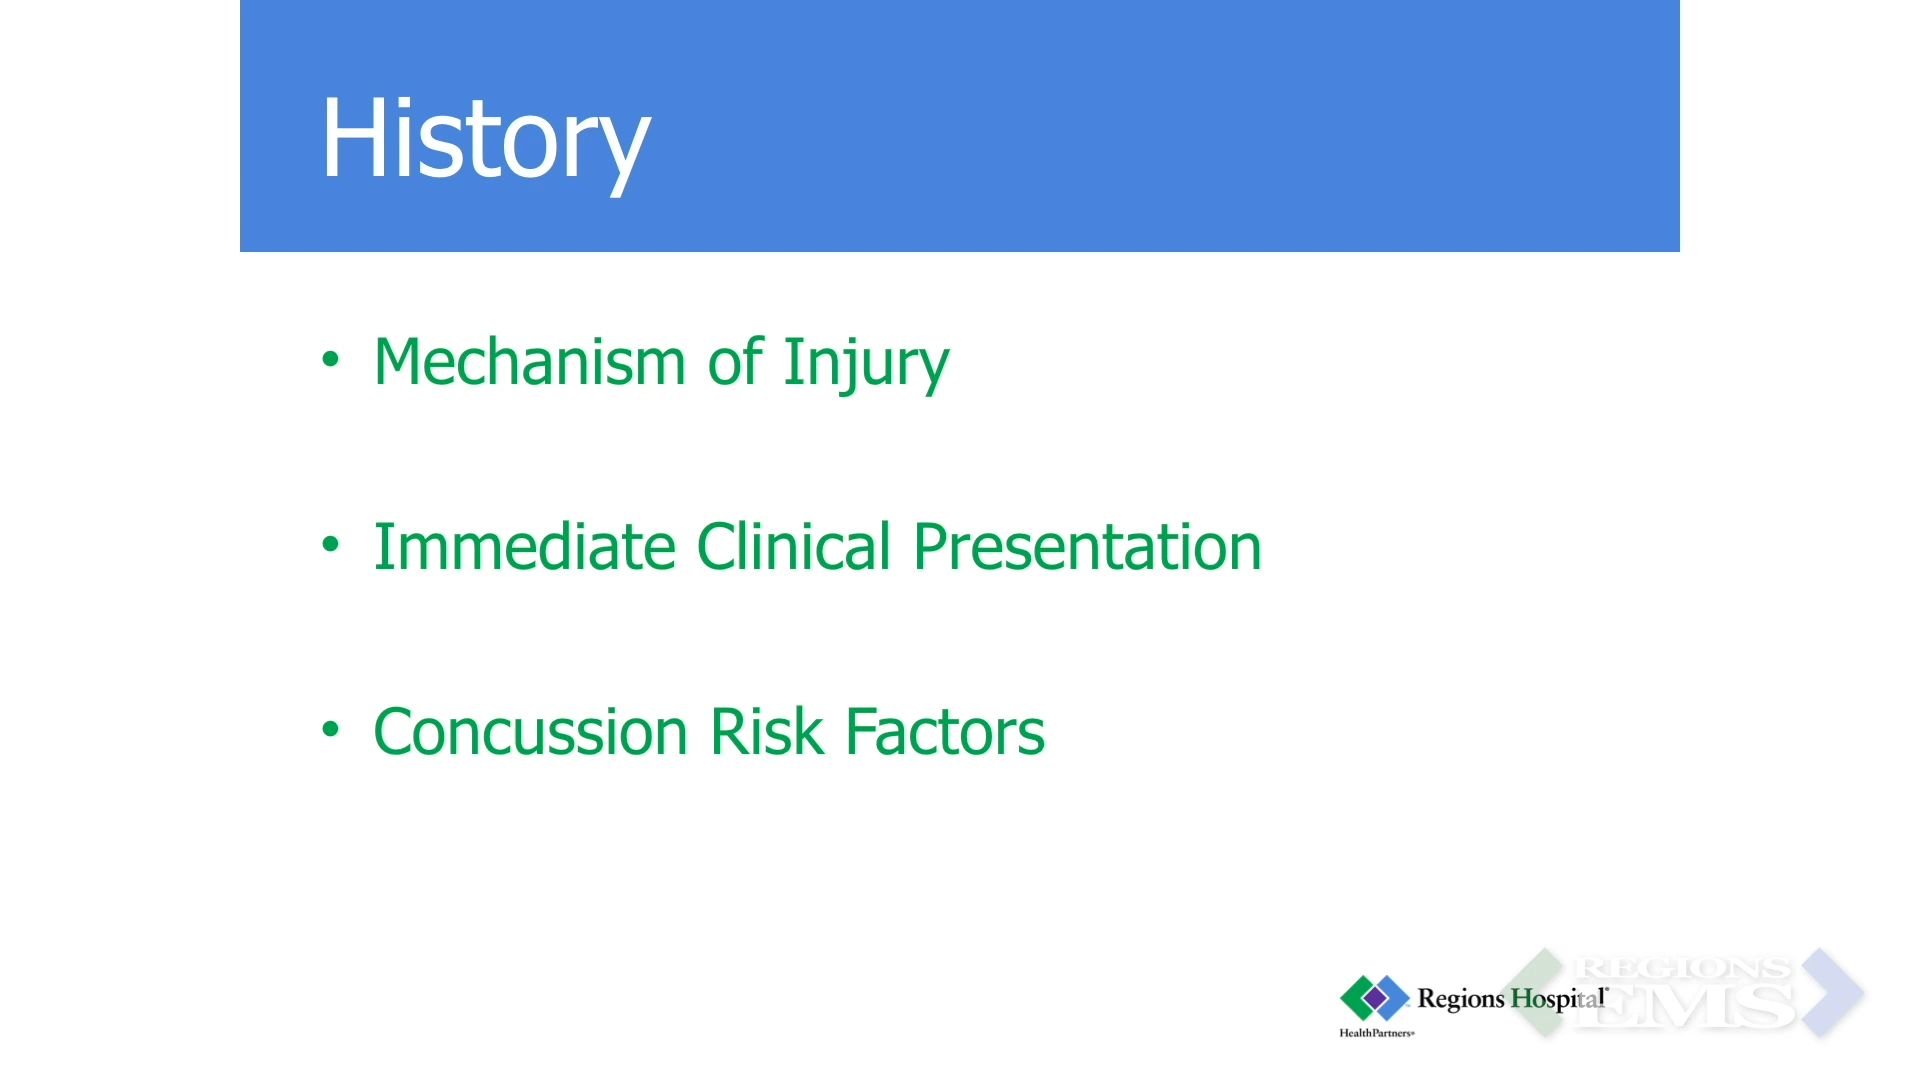 History
• Mechanism of Injury
• Immediate Clinical Presentation
• Concussion Risk Factors
REGIONS
Regions Hospital®
EMS
HealthPartners®